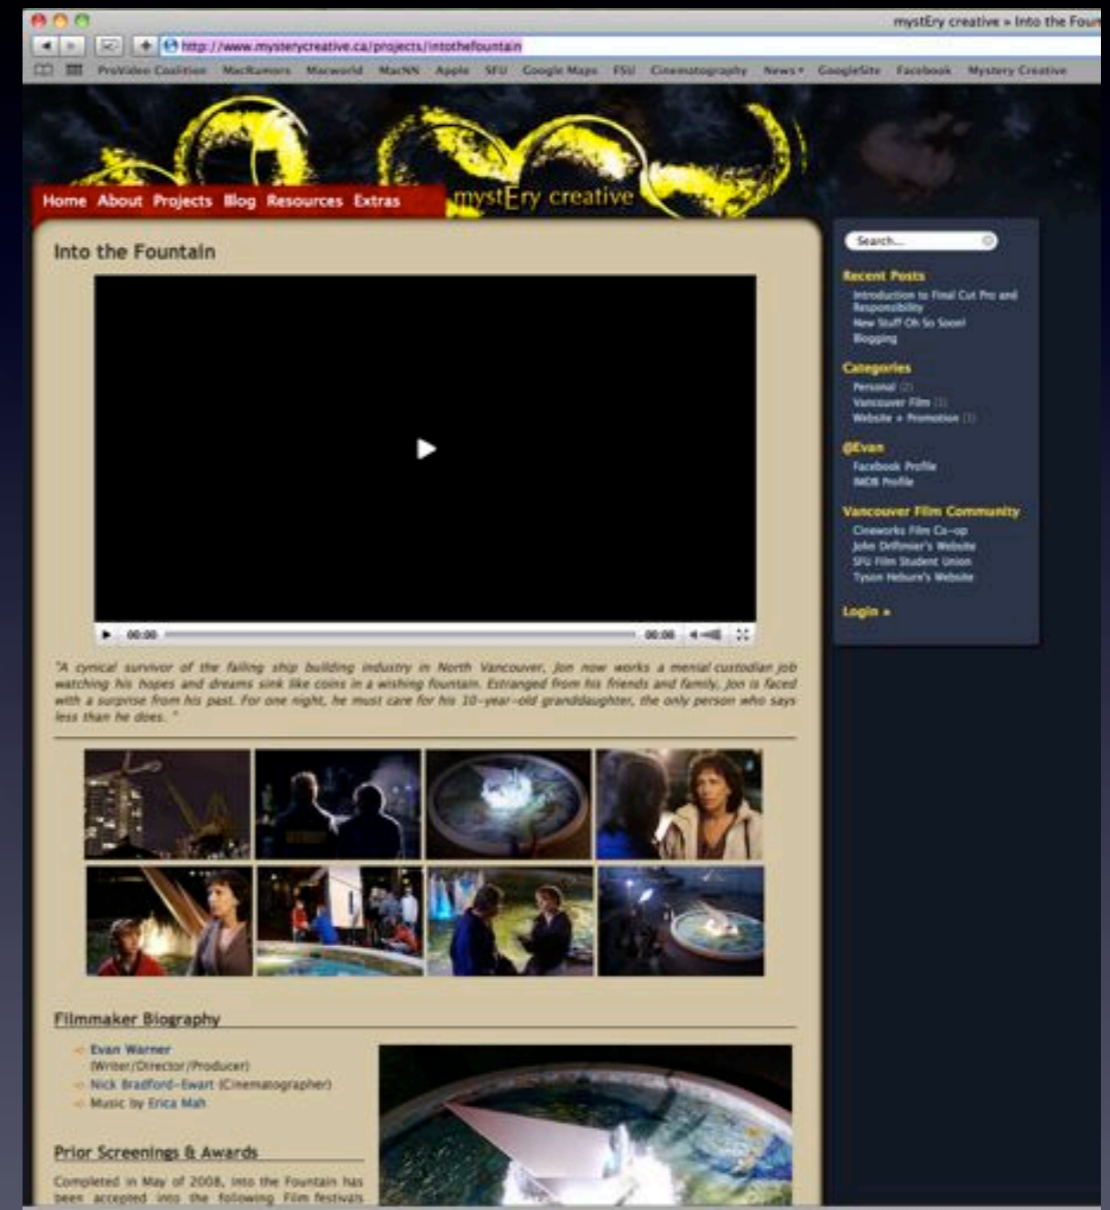 mystEry creative » Into the Foun
http://www.mysterycreative.ca/projects/intothefountain
ProVideo Coalition MacRumors Macworld MacNN Apple SFU Google Maps FSU Cinematography News GoogleSite Facebook Mystery Creative
Home About Projects Blog Resources Extras
mystEry creative
Into the Fountain
00:00 00:00
"A cynical survivor of the failing ship building industry in North Vancouver, Jon now works a menial custodian job
watching his hopes and dreams sink like coins in a wishing fountain. Estranged from his friends and family, Jon is faced
with a surprise from his past. For one night, he must care for his 10-year-old granddaughter, the only person who says
less than he does. "
Filmmaker Biography
Evan Warner
(Writer/Director/Producer)
Nick Bradford-Ewart (Cinematographer)
Music by Erica Mah
Prior Screenings & Awards
Completed in May of 2008, Into the Fountain has
been accepted into the following Film festivals
Search...
Recent Posts
Introduction to Final Cut Pro and
Responsibility
New Stuff Oh So Soon!
Blogging
Categories
Personal (2)
Vancouver Film
Website + Promotion
@Evan
Facebook Profile
IMDB Profile
Vancouver Film Community
Cineworks Film Co-op
John Driftmier's Website
SFU Film Student Union
Tyson Hepburn's Website
Login »